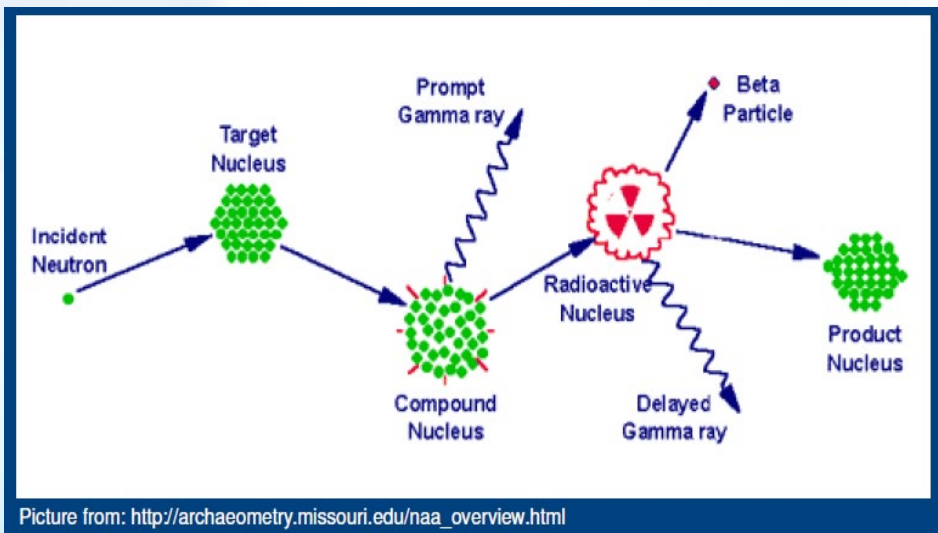 Incident
Neutron
Target
Nucleus
Prompt
Gamma ray
Compound
Nucleus
Radioactive
Nucleus
Beta
Particle
Delayed
Gamma ray
Product
Nucleus
Picture from: http://archaeometry.missouri.edu/naa_overview.html